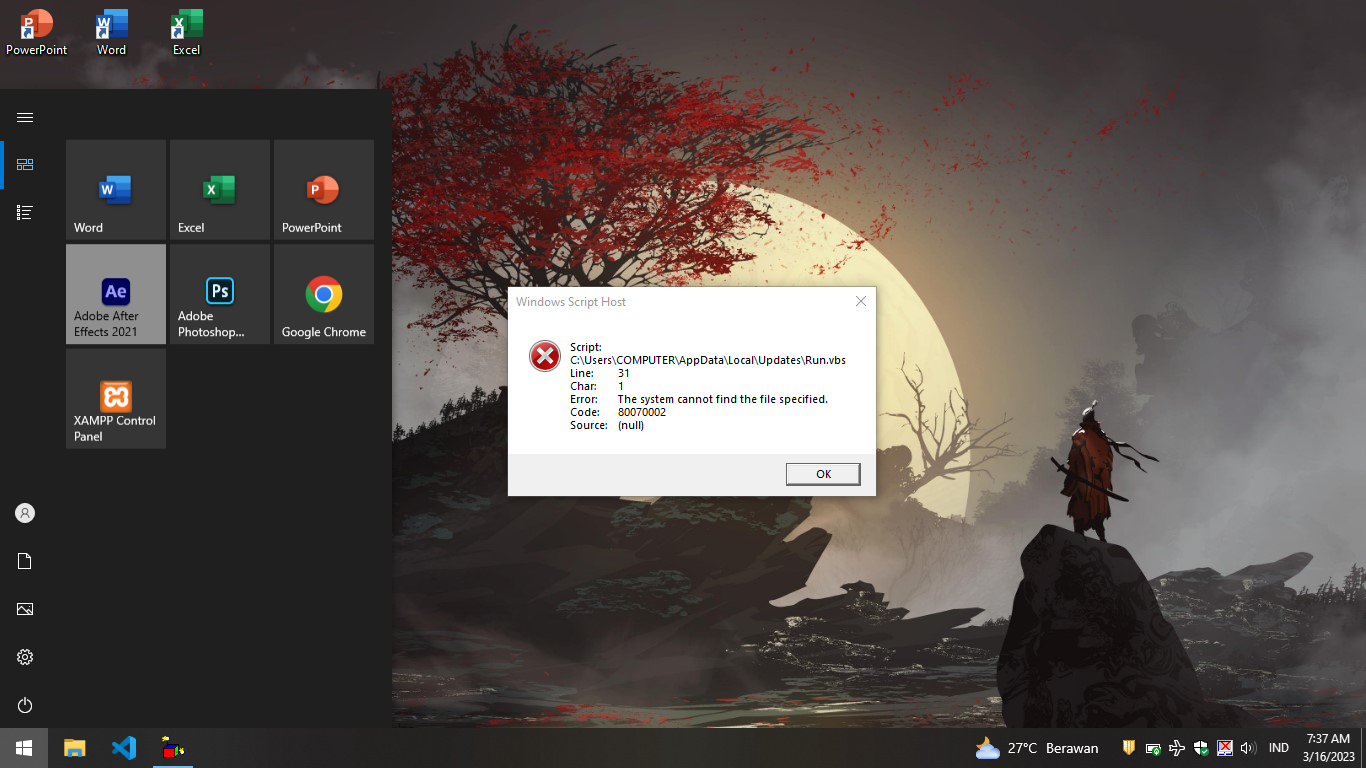 PowerPoint
Word
Excel
Word
Excel
PowerPoint
Adobe After
Effects 2021
Adobe
Photoshop...
Google Chrome
XAMPP Control
Panel
Windows Script Host
Script:
C:\Users\COMPUTER\AppData\Local\Updates\Run.vbs
Line: 31
Char: 1
Error: The system cannot find the file specified.
Code: 80070002
Source: (null)
OK
27°C Berawan
IND
7:37 AM
3/16/2023